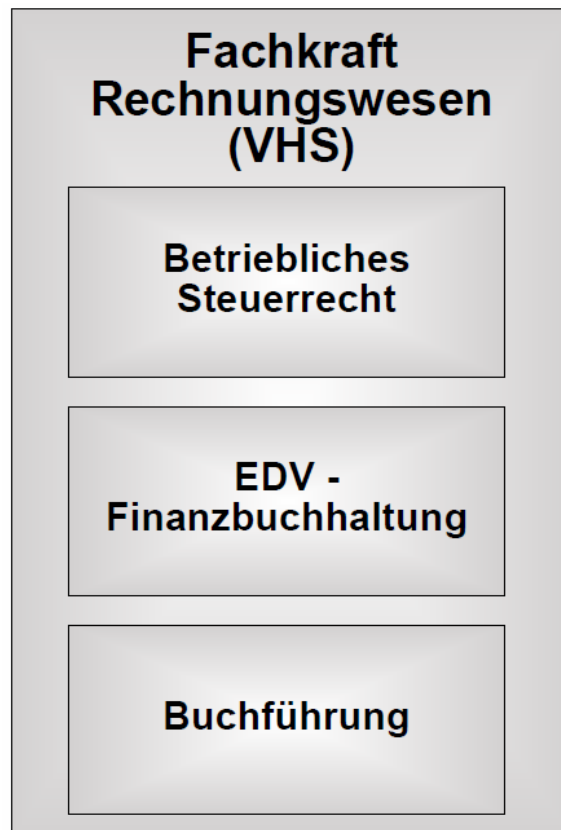 Fachkraft
Rechnungswesen
(VHS)
Betriebliches
Steuerrecht
EDV -
Finanzbuchhaltung
Buchführung